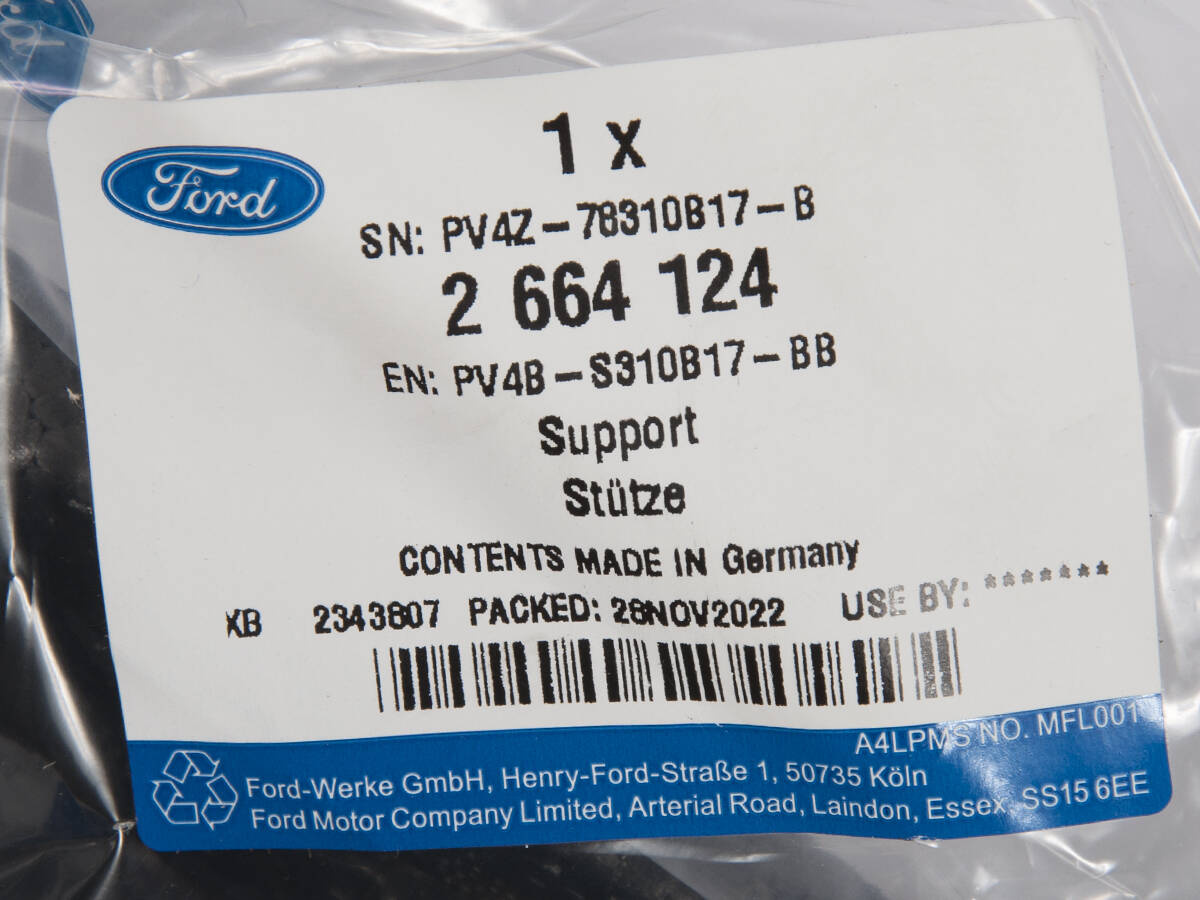 Ford
1 x
SN: PV4Z-78310B17-B
2 664 124
EN: PV4B-S310B17-BB
Support
Stütze
CONTENTS MADE IN Germany
XB 2343807 PACKED: 28NOV2022 USE BY: *******
A4LPMS NO. MFL001
Ford-Werke GmbH, Henry-Ford-Straße 1, 50735 Köln
Ford Motor Company Limited, Arterial Road, Laindon, Essex, SS15 6EE